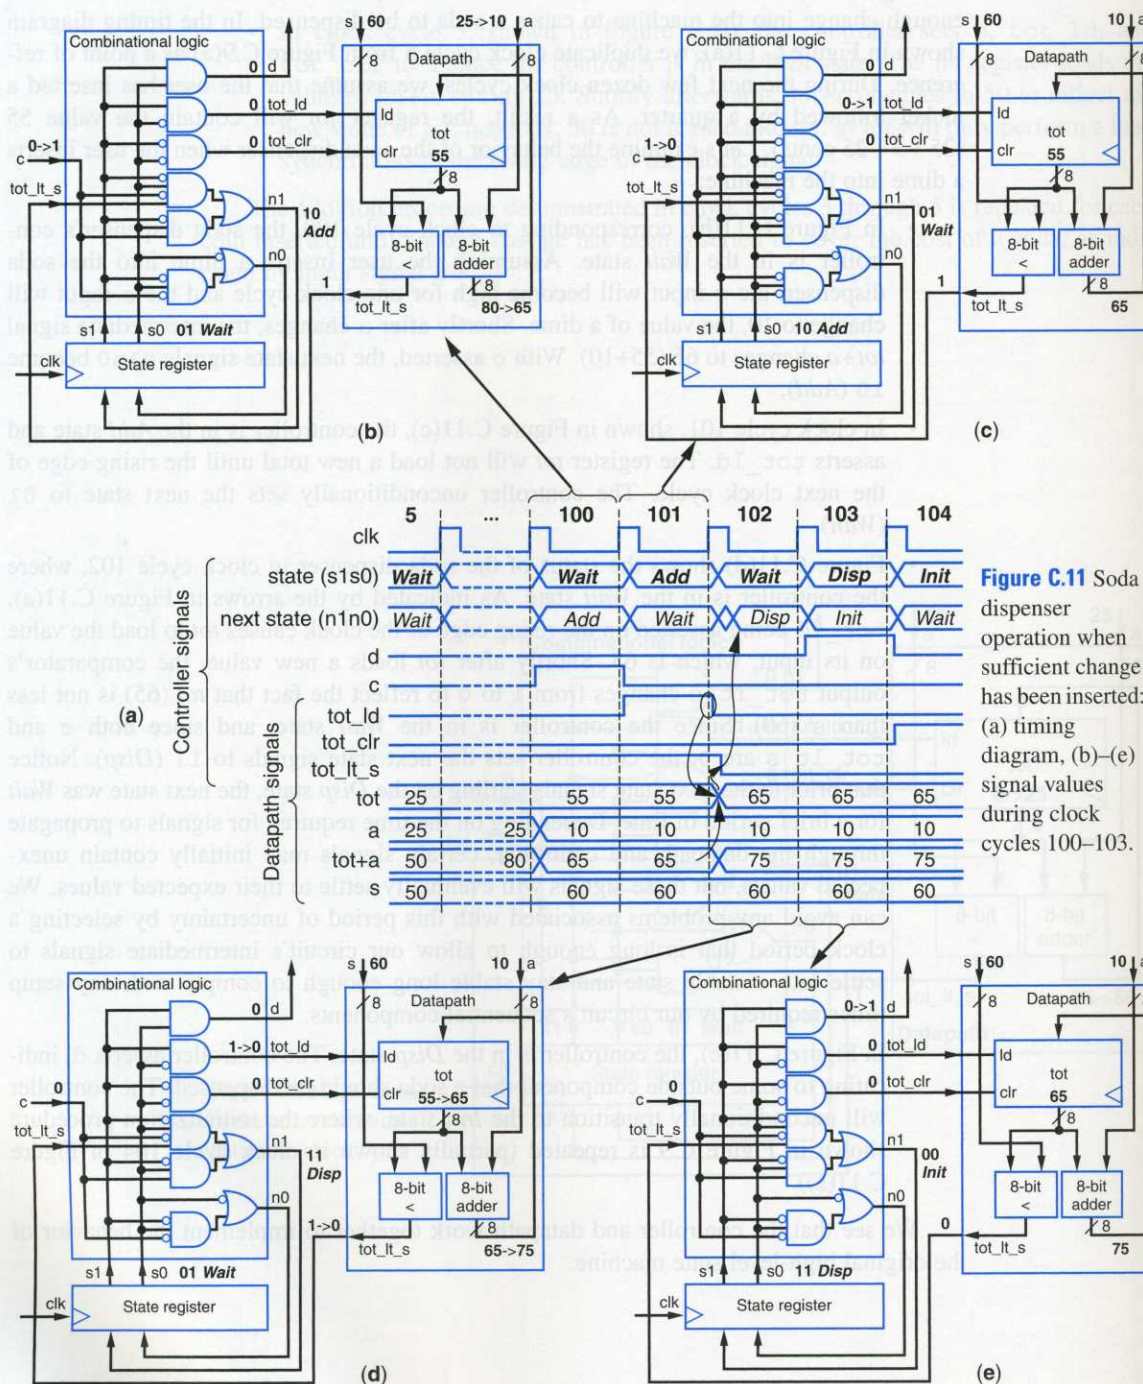 s 60
25->10 a
Combinational logic
8
8
Datapath
0 d
0 tot_ld
0 tot_clr
ld
clr
tot
55
8
0->1
c
tot_lt_s
n1
10
Add
n0
8-bit
<
8-bit
adder
1
tot_lt_s
8
80->65
s1
s0 01 Wait
clk
State register
(b)
s 60
10 a
Combinational logic
8
8
Datapath
0 d
0->1 tot_ld
0 tot_clr
ld
clr
tot
55
8
1->0
c
tot_lt_s
n1
01
Wait
n0
8-bit
<
8-bit
adder
1
tot_lt_s
8
65
s1
s0 10 Add
clk
State register
(c)
5 ... 100 101 102 103 104
clk
state (s1s0) Wait Wait Add Wait Disp Init
next state (n1n0) Wait Add Wait Disp Init Wait
d
c
tot_ld
tot_clr
tot_lt_s
tot 25 55 55 65 65 65
a 25 25 10 10 10 10 10
tot+a 50 80 65 65 75 75 75
s 50 60 60 60 60 60
(a)
Controller signals
Datapath signals
Figure C.11 Soda
dispenser
operation when
sufficient change
has been inserted:
(a) timing
diagram, (b)–(e)
signal values
during clock
cycles 100–103.
s 60
10 a
Combinational logic
8
8
Datapath
0 d
1->0 tot_ld
0 tot_clr
ld
clr
tot
55->65
8
0
c
tot_lt_s
n1
11
Disp
n0
8-bit
<
8-bit
adder
1->0
tot_lt_s
8
65->75
s1
s0 01 Wait
clk
State register
(d)
s 60
10 a
Combinational logic
8
8
Datapath
0->1 d
0 tot_ld
0 tot_clr
ld
clr
tot
65
8
0
c
tot_lt_s
n1
00
Init
n0
8-bit
<
8-bit
adder
0
tot_lt_s
8
75
s1
s0 11 Disp
clk
State register
(e)